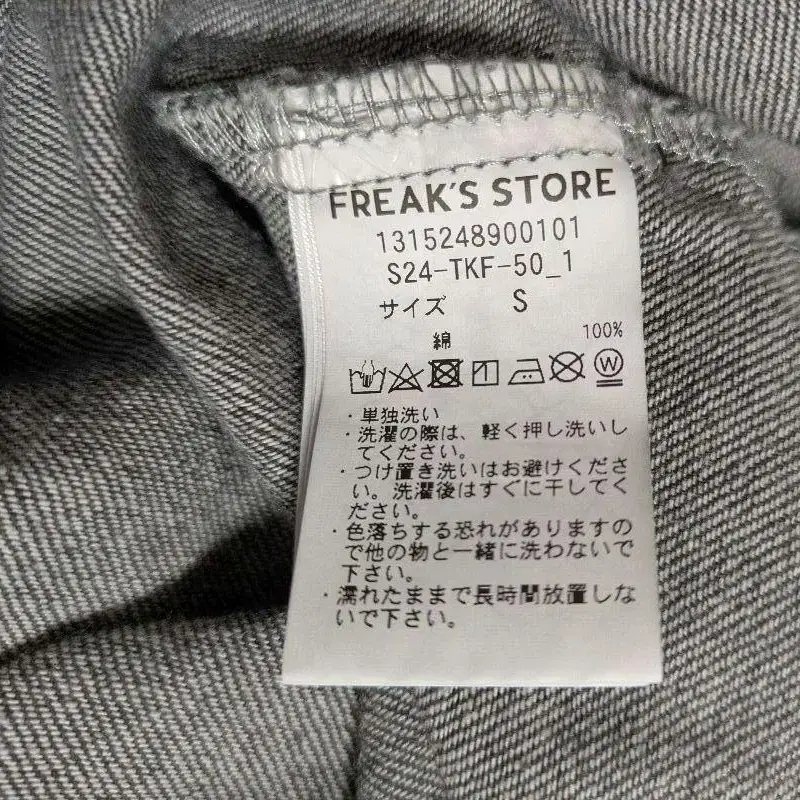 FREAK'S STORE
1315248900101
S24-TKF-50_1
サイズ S
綿 100%
W
・単独洗い
・洗濯の際は、軽く押し洗いし
てください。
・つけ置き洗いはお避けくださ
い。洗濯後はすぐに干してく
ださい。
・色落ちする恐れがありますの
で他の物と一緒に洗わないで
下さい。
・濡れたままで長時間放置しな
いで下さい。